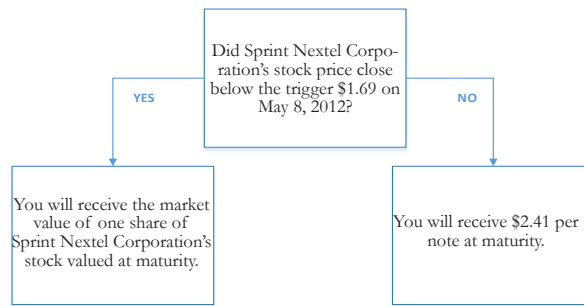 Did Sprint Nextel Corpo-
ration's stock price close
below the trigger $1.69 on
May 8, 2012?
YES
NO
You will receive the market
value of one share of
Sprint Nextel Corporation's
stock valued at maturity.
You will receive $2.41 per
note at maturity.